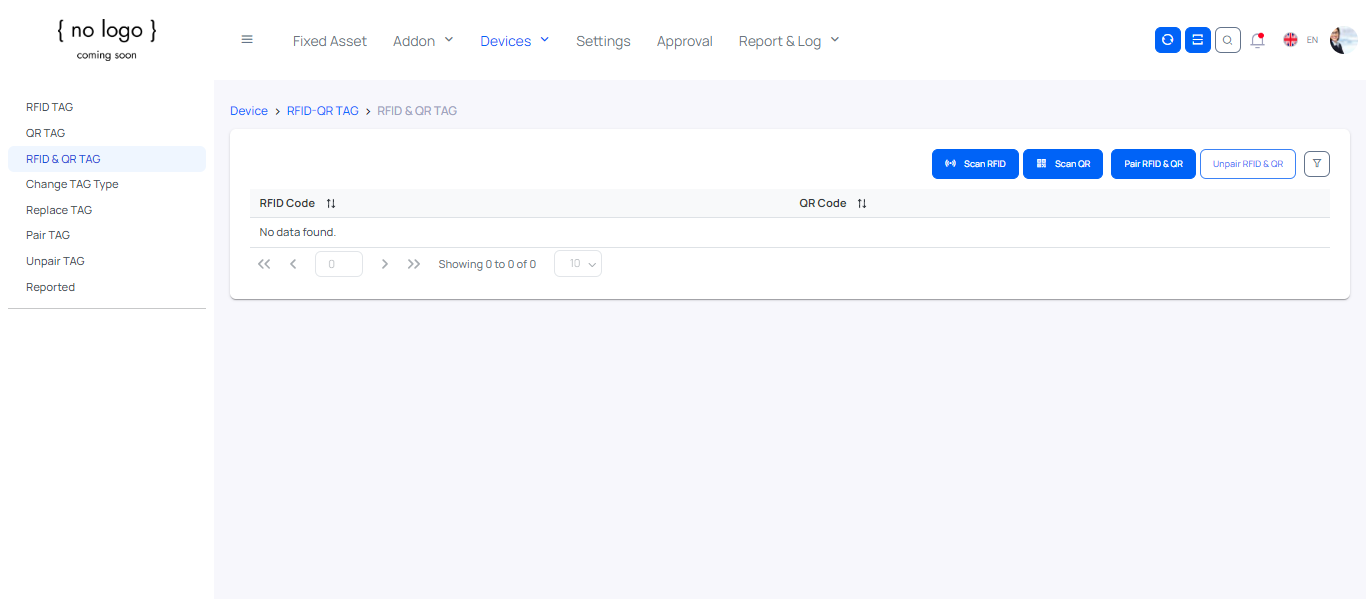 { no logo }
coming soon
Fixed Asset Addon Devices Settings Approval Report & Log EN
RFID TAG
QR TAG
RFID & QR TAG
Change TAG Type
Replace TAG
Pair TAG
Unpair TAG
Reported
Device > RFID-QR TAG > RFID & QR TAG
Scan RFID Scan QR Pair RFID & QR Unpair RFID & QR
RFID Code QR Code
No data found.
0 Showing 0 to 0 of 0 10